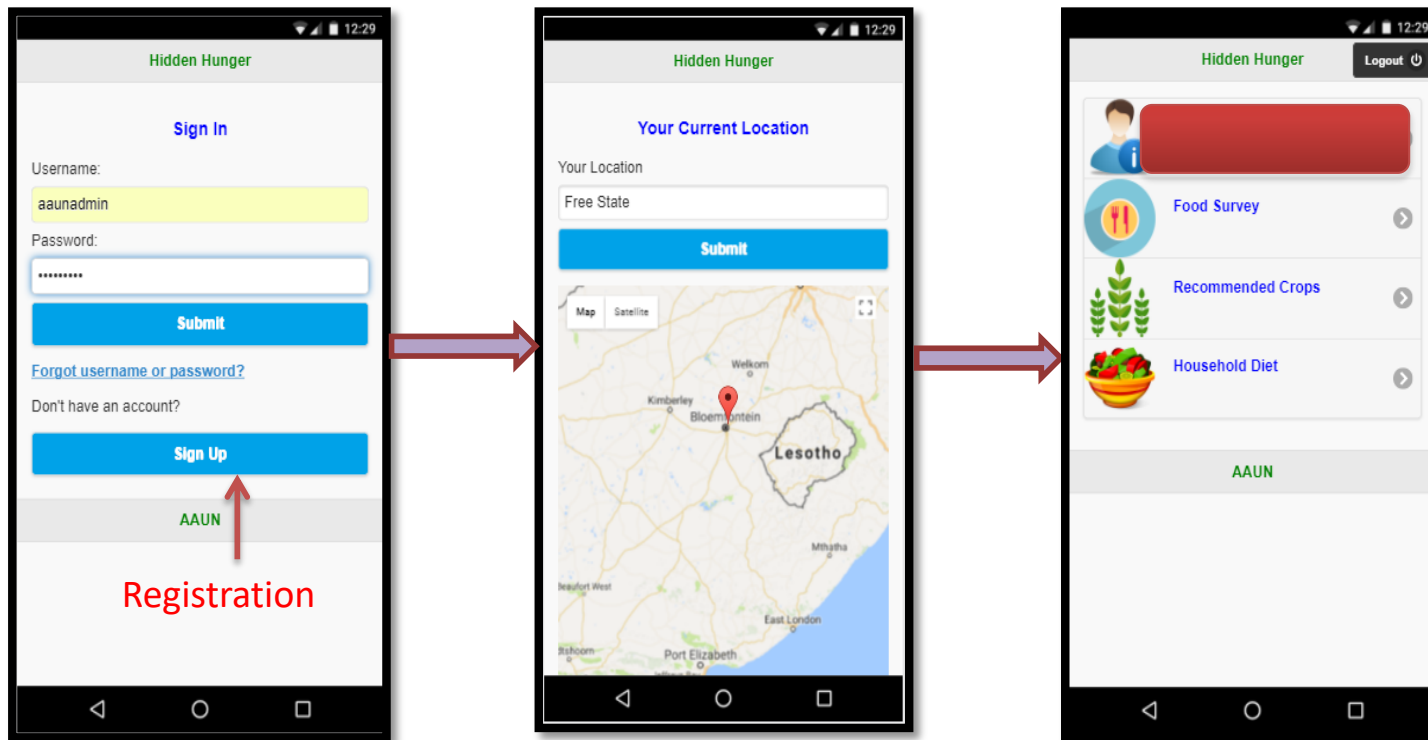 12:29
Hidden Hunger
Sign In
Username:
aaunadmin
Password:
•••••••••
Submit
Forgot username or password?
Don't have an account?
Sign Up
AAUN
Registration
12:29
Hidden Hunger
Your Current Location
Your Location
Free State
Submit
Map Satellite
Welkom
Kimberley
Bloemfontein
Lesotho
Mthatha
Beaufort West
East London
Port Elizabeth
12:29
Hidden Hunger Logout
Food Survey
Recommended Crops
Household Diet
AAUN